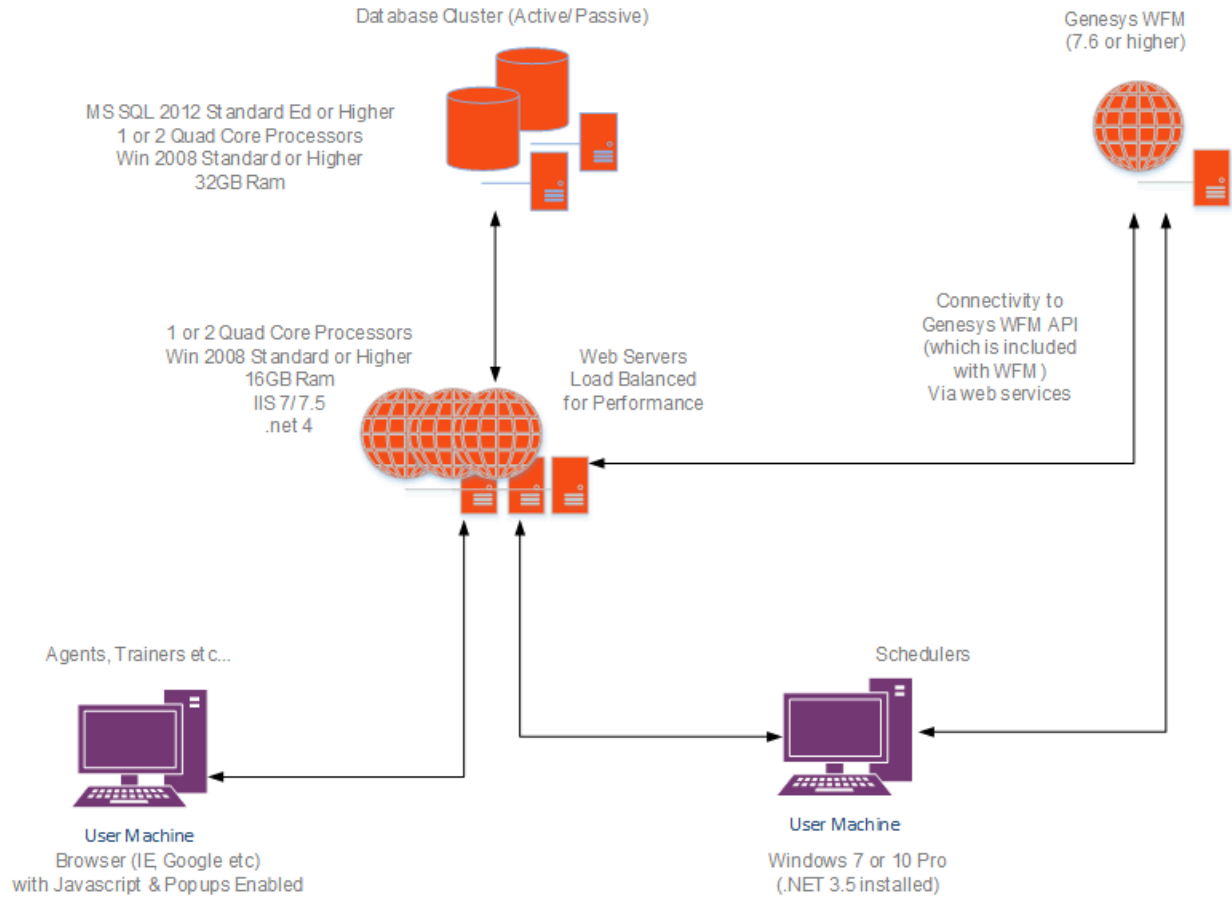 Database Cluster (Active/Passive)
MS SQL 2012 Standard Ed or Higher
1 or 2 Quad Core Processors
Win 2008 Standard or Higher
32GB Ram
Genesys WFM
(7.6 or higher)
1 or 2 Quad Core Processors
Win 2008 Standard or Higher
16GB Ram
IIS 7/7.5
.net 4
Web Servers
Load Balanced
for Performance
Connectivity to
Genesys WFM API
(which is included
with WFM )
Via web services
Agents, Trainers etc...
User Machine
Browser (IE, Google etc)
with Javascript & Popups Enabled
Schedulers
User Machine
Windows 7 or 10 Pro
(.NET 3.5 installed)